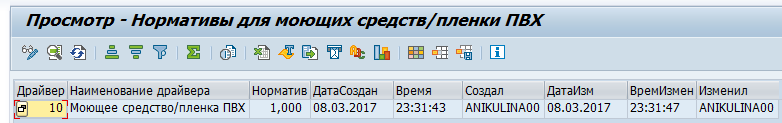 Просмотр - Нормативы для моющих средств/пленки ПВХ
Драйвер Наименование драйвера Норматив ДатаСоздан Время Создал ДатаИзм ВремИзмен Изменил
10 Моющее средство/пленка ПВХ 1,000 08.03.2017 23:31:43 ANIKULINA00 08.03.2017 23:31:47 ANIKULINA00